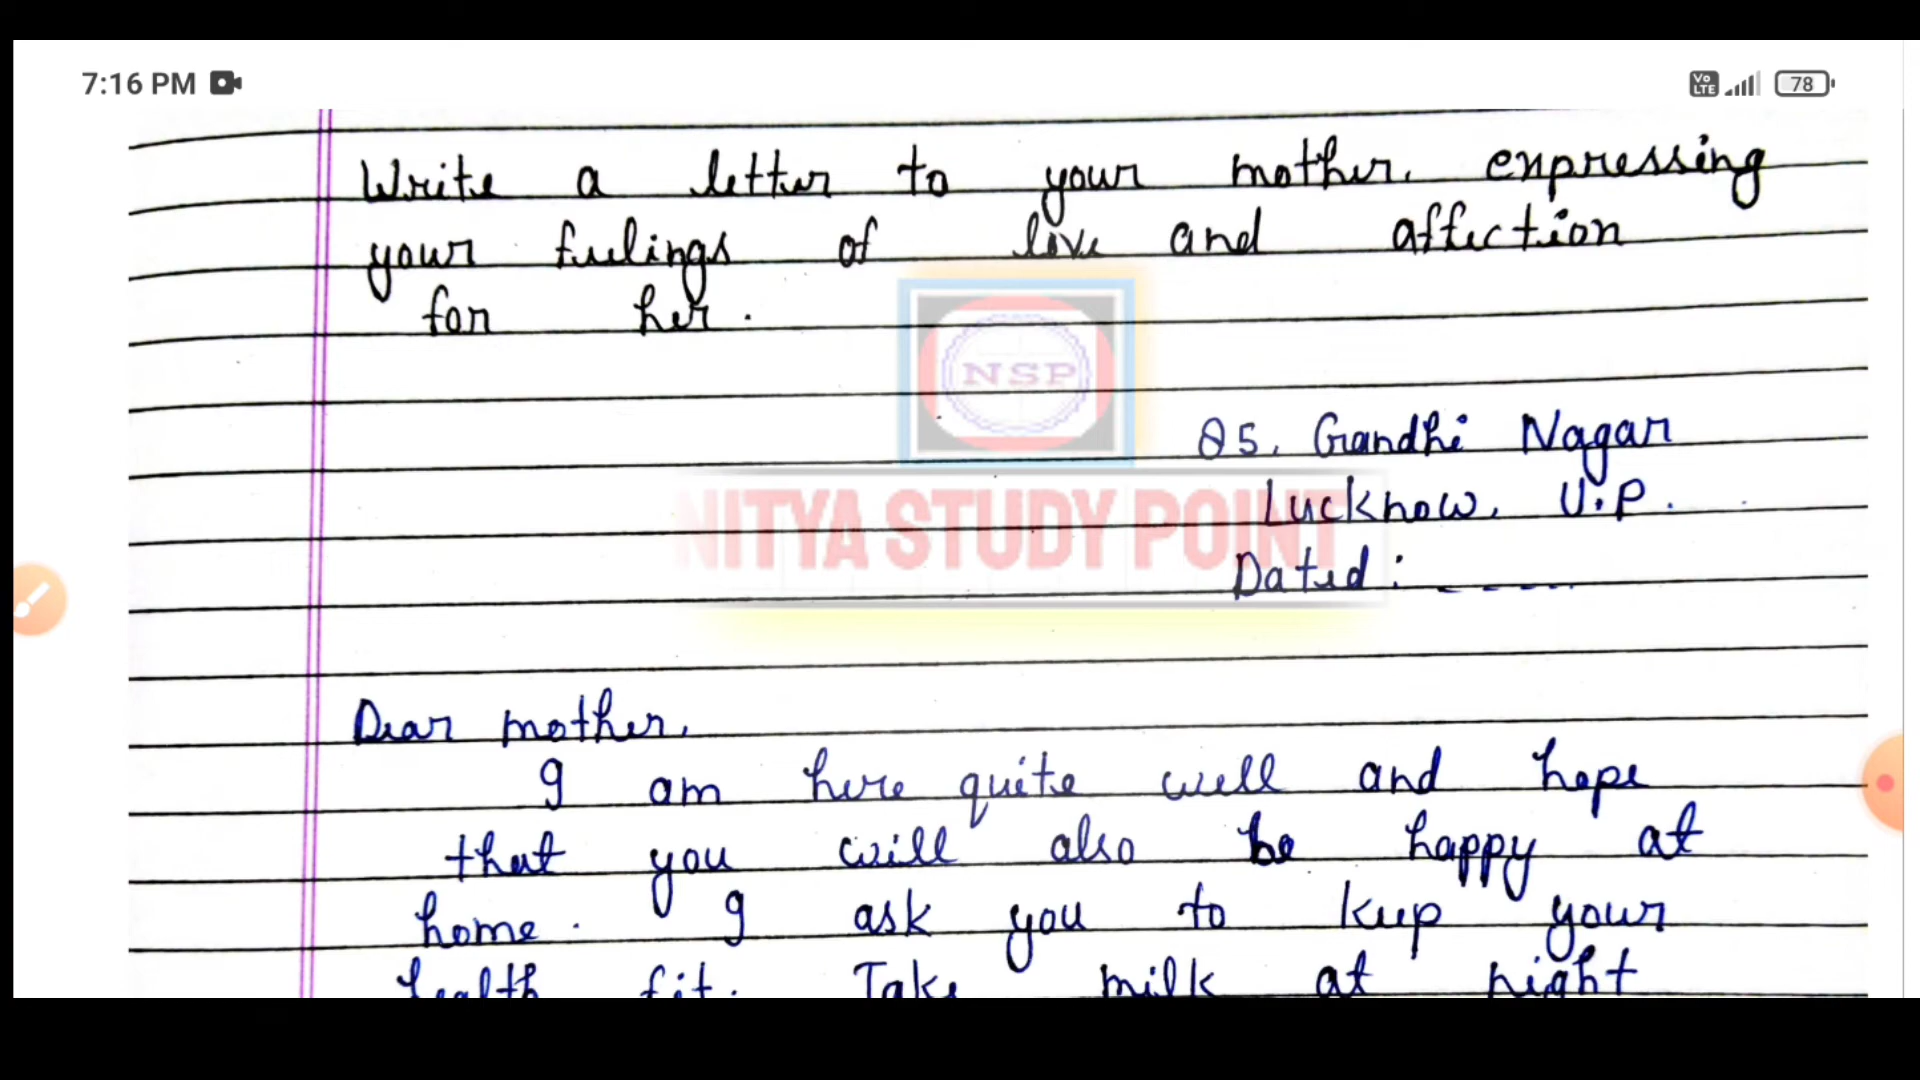 7:16 PM
Vo LTE
78
Write a letter to your mother, expressing
your feelings of love and affection
for her.
NSP
85, Gandhi Nagar
NITYA STUDY POINT
Lucknow, U.P.
Dated : -----
Dear mother,
I am here quite well and hope
that you will also be happy at
home. I ask you to keep your
health fit. Take milk at night